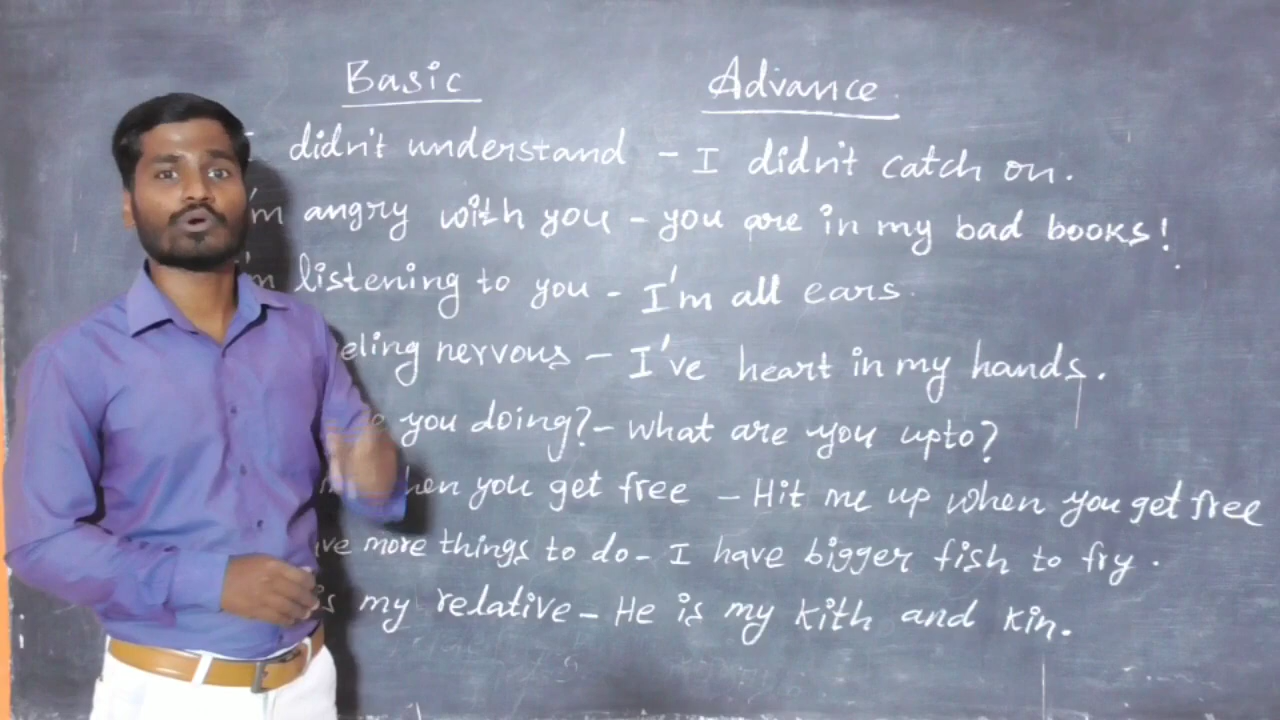 Basic Advance
didn't understand - I didn't catch on.
'm angry with you - you are in my bad books!
'm listening to you - I'm all ears.
eling nervous - I've heart in my hands.
you doing? - what are you upto?
hen you get free - Hit me up when you get free
ve more things to do - I have bigger fish to fry.
is my relative - He is my kith and kin.